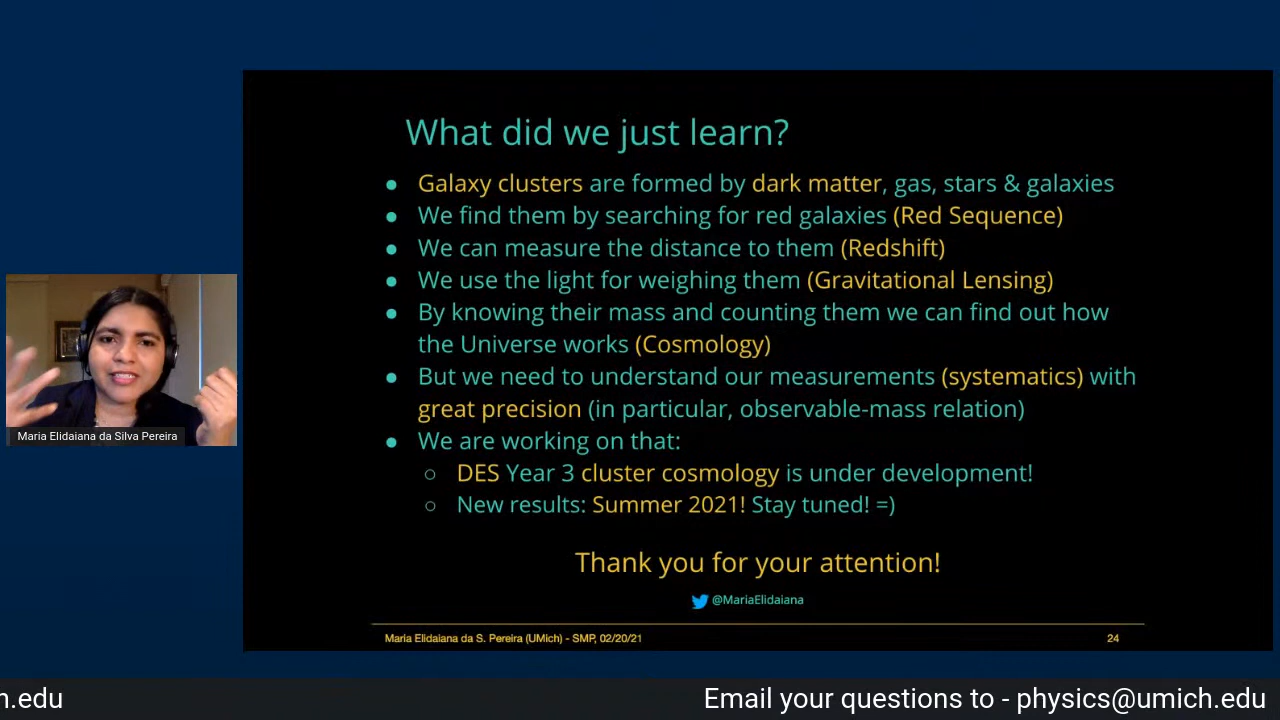 What did we just learn?
● Galaxy clusters are formed by dark matter, gas, stars & galaxies
● We find them by searching for red galaxies (Red Sequence)
● We can measure the distance to them (Redshift)
● We use the light for weighing them (Gravitational Lensing)
● By knowing their mass and counting them we can find out how
the Universe works (Cosmology)
● But we need to understand our measurements (systematics) with
great precision (in particular, observable-mass relation)
● We are working on that:
○ DES Year 3 cluster cosmology is under development!
○ New results: Summer 2021! Stay tuned! =)
Thank you for your attention!
@MariaElidaiana
Maria Elidaiana da S. Pereira (UMich) - SMP, 02/20/21
24
Maria Elidaiana da Silva Pereira
h.edu
Email your questions to - physics@umich.edu